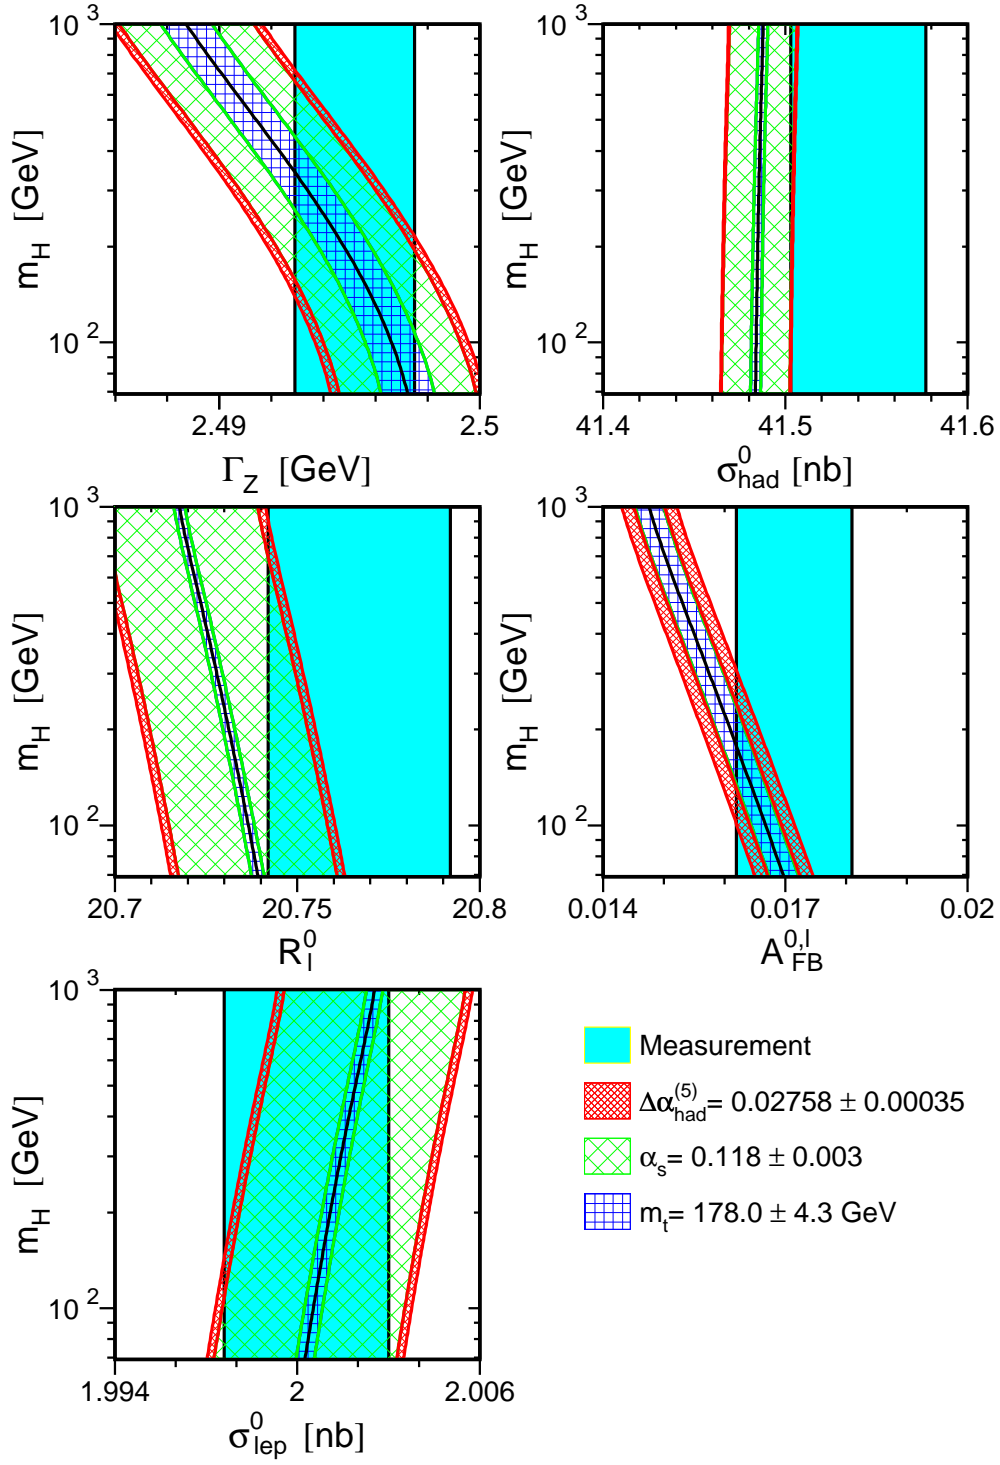 10³ 10³
m_H [GeV] m_H [GeV]
10² 10²
2.49 2.5 41.4 41.5 41.6
Γ_Z [GeV] σ⁰_had [nb]
10³ 10³
m_H [GeV] m_H [GeV]
10² 10²
20.7 20.75 20.8 0.014 0.017 0.02
R⁰_l A^{0,l}_FB
10³
m_H [GeV]
10²
1.994 2 2.006
σ⁰_lep [nb]
Measurement
Δα^{(5)}_had= 0.02758 ± 0.00035
α_s= 0.118 ± 0.003
m_t= 178.0 ± 4.3 GeV